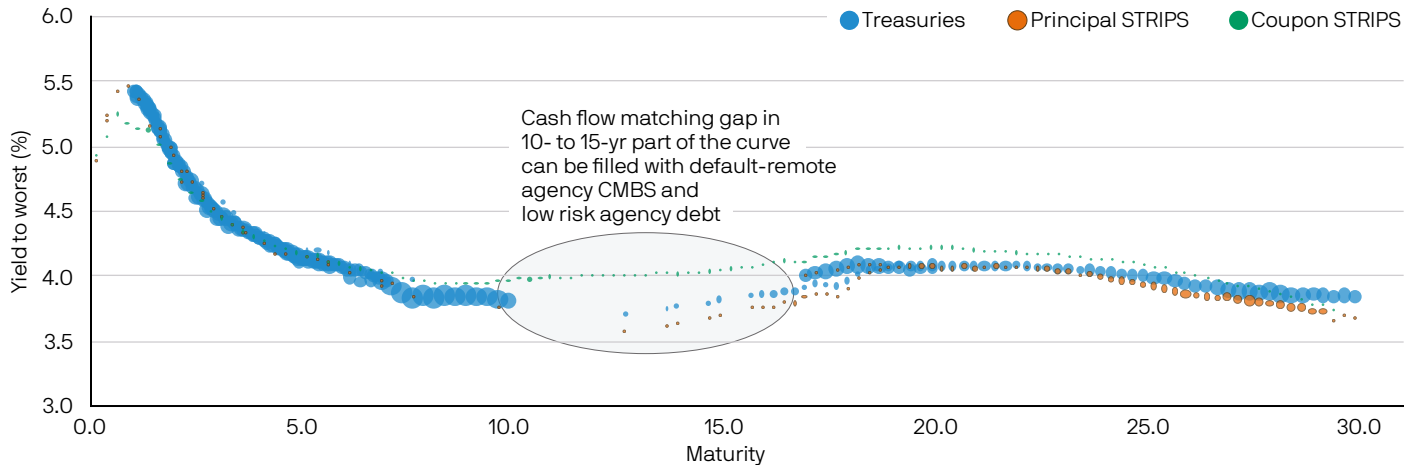 6.0
Treasuries
Principal STRIPS
Coupon STRIPS
5.5
Cash flow matching gap in
10- to 15-yr part of the curve
can be filled with default-remote
agency CMBS and
low risk agency debt
5.0
4.5
4.0
3.5
3.0
Yield to worst (%)
0.0
5.0
10.0
15.0
20.0
25.0
30.0
Maturity